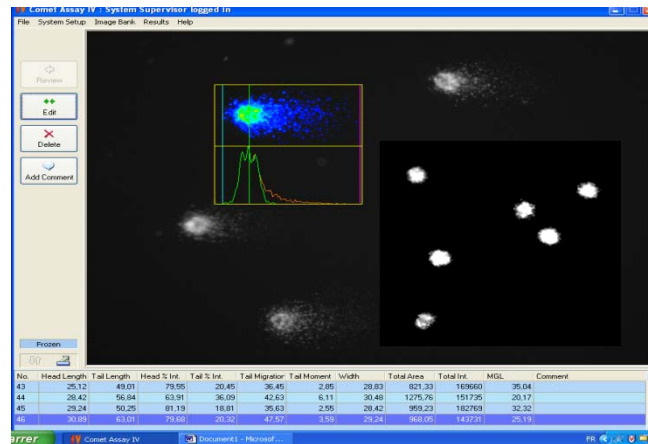 Comet Assay IV : System Supervisor logged In
File System Setup Image Bank Results Help
Review
Edit
Delete
Add Comment
Frozen
No. Head Length Tail Length Head % Int. Tail % Int. Tail Migration Tail Moment Width Total Area Total Int. MGL Comment
43 25,12 49,01 79,55 20,45 36,45 2,85 28,83 821,33 169660 35,04
44 28,42 56,84 63,91 36,09 42,63 6,11 30,48 1275,76 151735 20,17
45 29,24 50,25 81,19 18,81 35,63 2,55 28,42 959,23 182769 32,32
46 30,89 63,01 79,68 20,32 47,57 3,59 29,24 968,05 143731 25,19
arrer Comet Assay IV Document1 - Microsof... FR